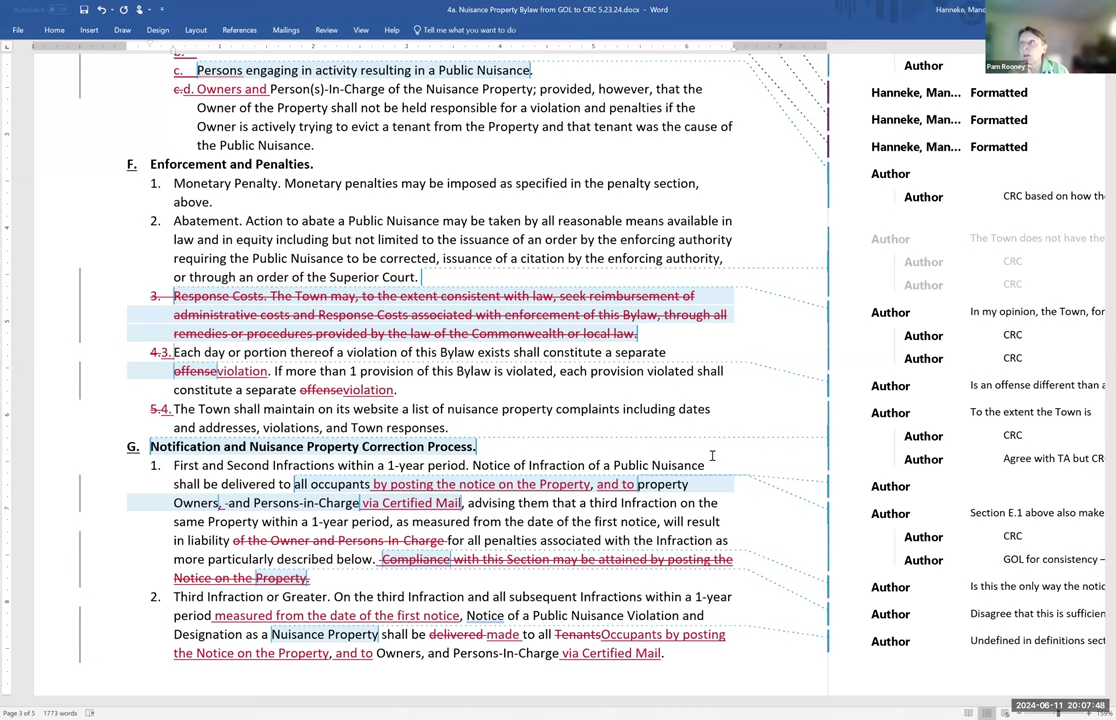 AutoSave Off
4a. Nuisance Property Bylaw from GOL to CRC 5.23.24.docx - Word
Hanneke, Mand
File Home Insert Draw Design Layout References Mailings Review View Help Tell me what you want to do
Pam Rooney
c. Persons engaging in activity resulting in a Public Nuisance.
c.d. Owners and Person(s)-In-Charge of the Nuisance Property; provided, however, that the
Owner of the Property shall not be held responsible for a violation and penalties if the
Owner is actively trying to evict a tenant from the Property and that tenant was the cause of
the Public Nuisance.
F. Enforcement and Penalties.
1. Monetary Penalty. Monetary penalties may be imposed as specified in the penalty section,
above.
2. Abatement. Action to abate a Public Nuisance may be taken by all reasonable means available in
law and in equity including but not limited to the issuance of an order by the enforcing authority
requiring the Public Nuisance to be corrected, issuance of a citation by the enforcing authority,
or through an order of the Superior Court.
3. Response Costs. The Town may, to the extent consistent with law, seek reimbursement of
administrative costs and Response Costs associated with enforcement of this Bylaw, through all
remedies or procedures provided by the law of the Commonwealth or local law.
4.3. Each day or portion thereof a violation of this Bylaw exists shall constitute a separate
offenseviolation. If more than 1 provision of this Bylaw is violated, each provision violated shall
constitute a separate offenseviolation.
5.4. The Town shall maintain on its website a list of nuisance property complaints including dates
and addresses, violations, and Town responses.
G. Notification and Nuisance Property Correction Process.
1. First and Second Infractions within a 1-year period. Notice of Infraction of a Public Nuisance
shall be delivered to all occupants by posting the notice on the Property, and to property
Owners, and Persons-in-Charge via Certified Mail, advising them that a third Infraction on the
same Property within a 1-year period, as measured from the date of the first notice, will result
in liability of the Owner and Persons-In-Charge for all penalties associated with the Infraction as
more particularly described below. Compliance with this Section may be attained by posting the
Notice on the Property.
2. Third Infraction or Greater. On the third Infraction and all subsequent Infractions within a 1-year
period measured from the date of the first notice, Notice of a Public Nuisance Violation and
Designation as a Nuisance Property shall be delivered made to all TenantsOccupants by posting
the Notice on the Property, and to Owners, and Persons-In-Charge via Certified Mail.
Author
Hanneke, Man... Formatted
Hanneke, Man... Formatted
Hanneke, Man... Formatted
Author
Author CRC based on how the
Author The Town does not have the
Author CRC
Author CRC
Author In my opinion, the Town, for
Author CRC
Author CRC
Author Is an offense different than a
Author To the extent the Town is
Author CRC
Author Agree with TA but CR
Author
Author Section E.1 above also make
Author CRC
Author GOL for consistency –
Author Is this the only way the notic
Author Disagree that this is sufficien
Author Undefined in definitions sect
Page 3 of 5 1773 words
2024-06-11 20:07:48